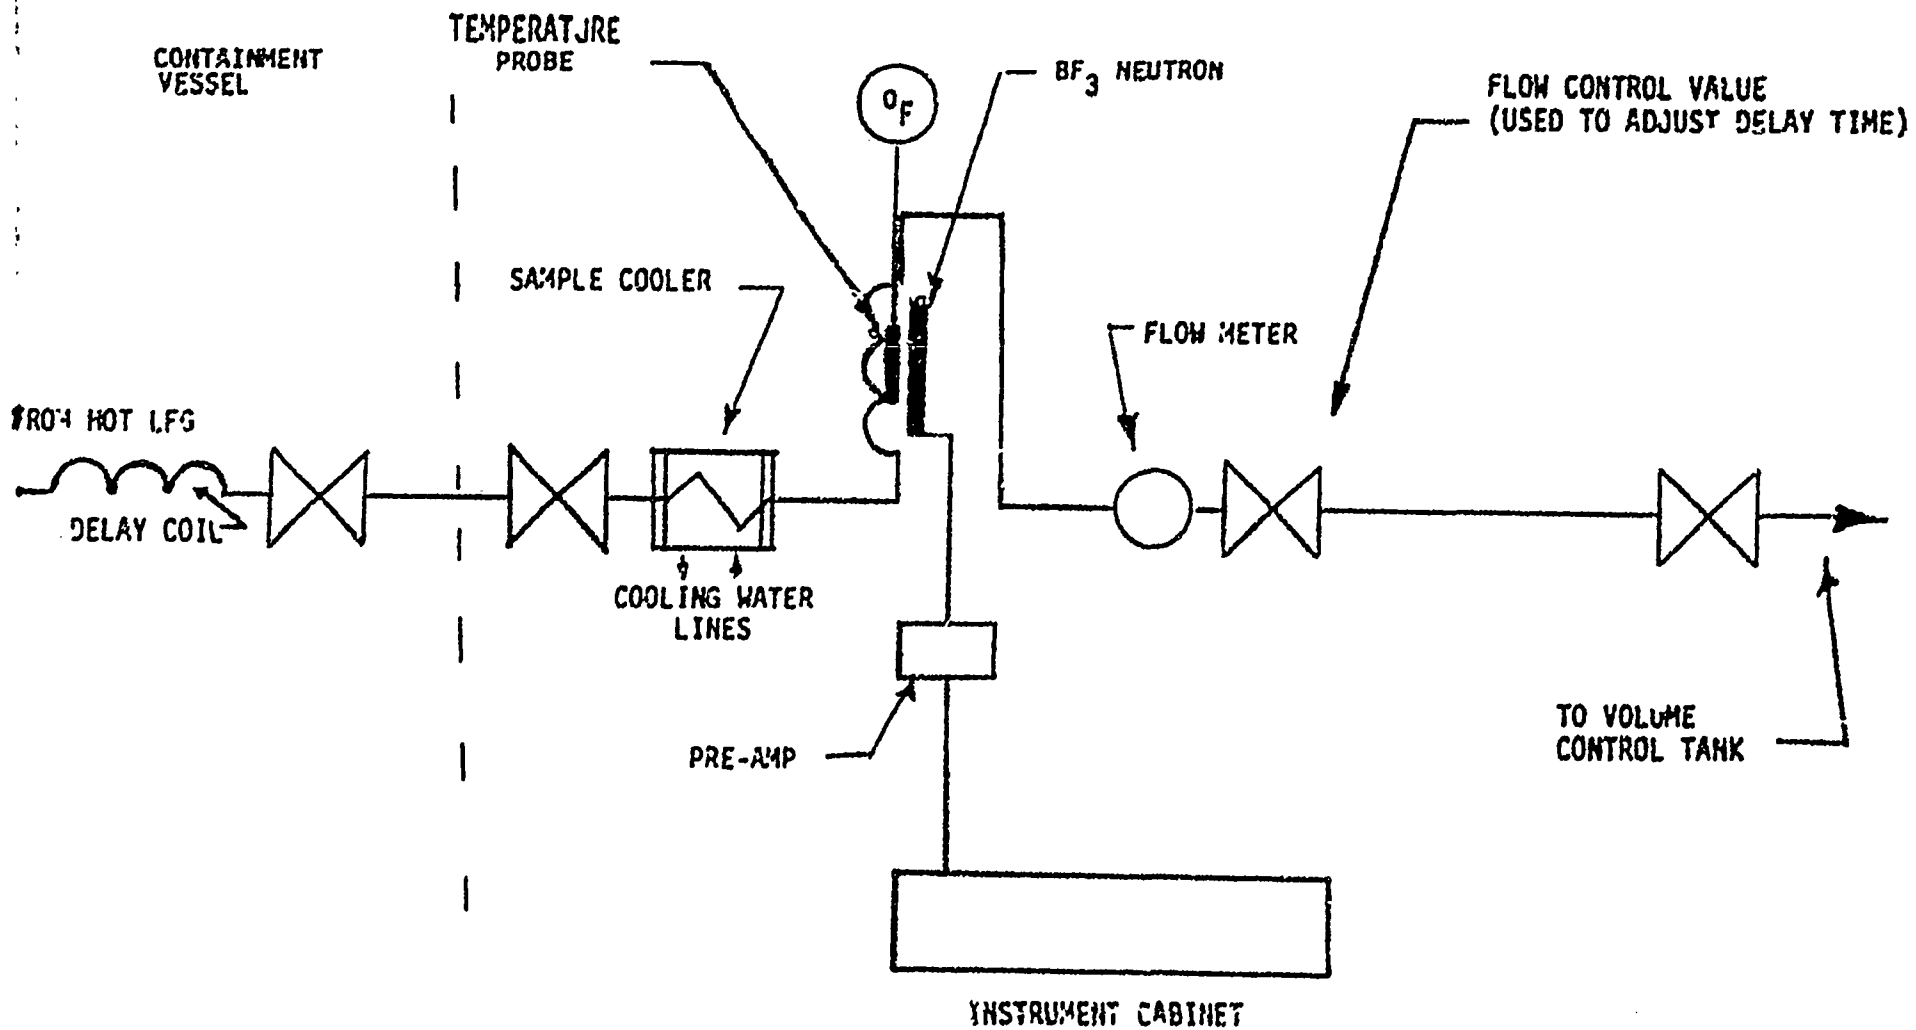 CONTAINMENT
VESSEL
TEMPERATURE
PROBE
°F
BF₃ NEUTRON
FLOW CONTROL VALUE
(USED TO ADJUST DELAY TIME)
SAMPLE COOLER
FLOW METER
FROM HOT LEG
DELAY COIL
COOLING WATER
LINES
PRE-AMP
TO VOLUME
CONTROL TANK
INSTRUMENT CABINET